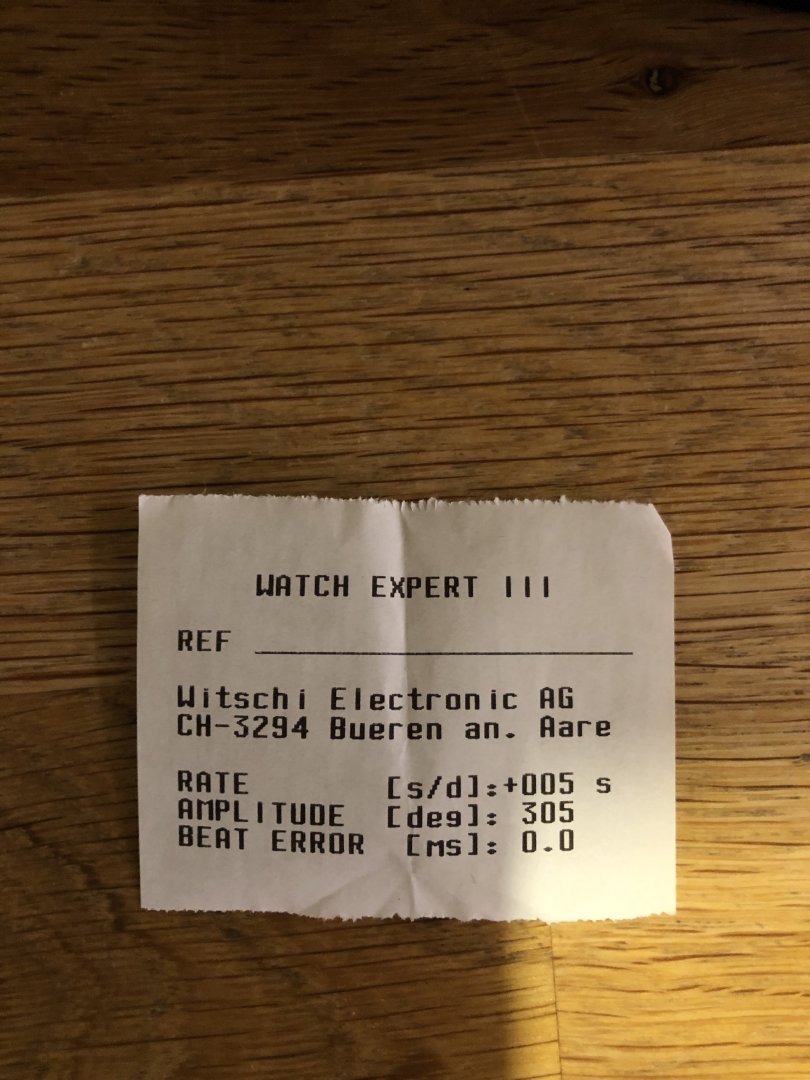 WATCH EXPERT III
REF ____________________
Witschi Electronic AG
CH-3294 Bueren an. Aare
RATE [s/d]:+005 s
AMPLITUDE [deg]: 305
BEAT ERROR [ms]: 0.0